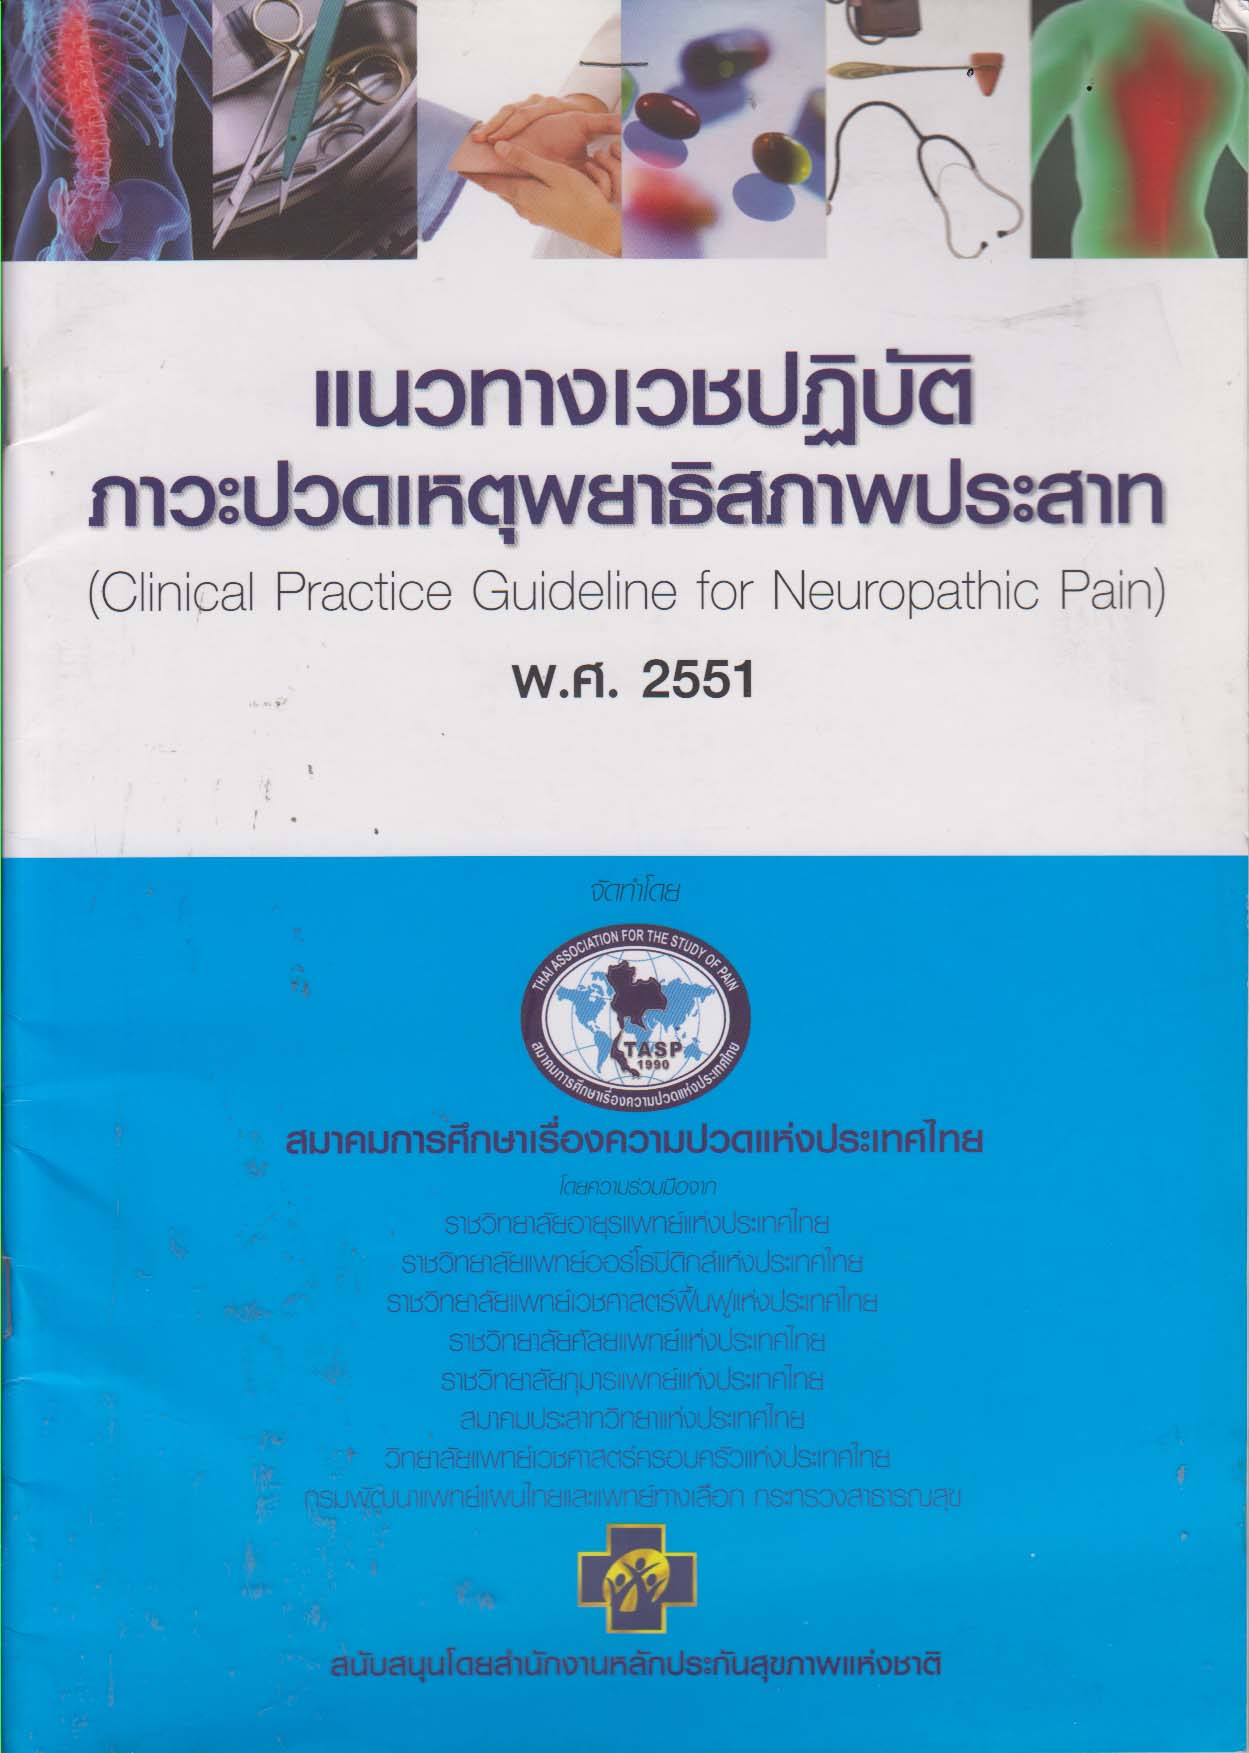 แนวทางเวชปฏิบัติ
ภาวะปวดเหตุพยาธิสภาพประสาท
(Clinical Practice Guideline for Neuropathic Pain)
พ.ศ. 2551
จัดทำโดย
THAI ASSOCIATION FOR THE STUDY OF PAIN
TASP
1990
สมาคมการศึกษาเรื่องความปวดแห่งประเทศไทย
สมาคมการศึกษาเรื่องความปวดแห่งประเทศไทย
โดยความร่วมมือจาก
ราชวิทยาลัยอายุรแพทย์แห่งประเทศไทย
ราชวิทยาลัยแพทย์ออร์โธปิดิกส์แห่งประเทศไทย
ราชวิทยาลัยแพทย์เวชศาสตร์ฟื้นฟูแห่งประเทศไทย
ราชวิทยาลัยศัลยแพทย์แห่งประเทศไทย
ราชวิทยาลัยกุมารแพทย์แห่งประเทศไทย
สมาคมประสาทวิทยาแห่งประเทศไทย
วิทยาลัยแพทย์เวชศาสตร์ครอบครัวแห่งประเทศไทย
กรมพัฒนาแพทย์แผนไทยและแพทย์ทางเลือก กระทรวงสาธารณสุข
สนับสนุนโดยสำนักงานหลักประกันสุขภาพแห่งชาติ